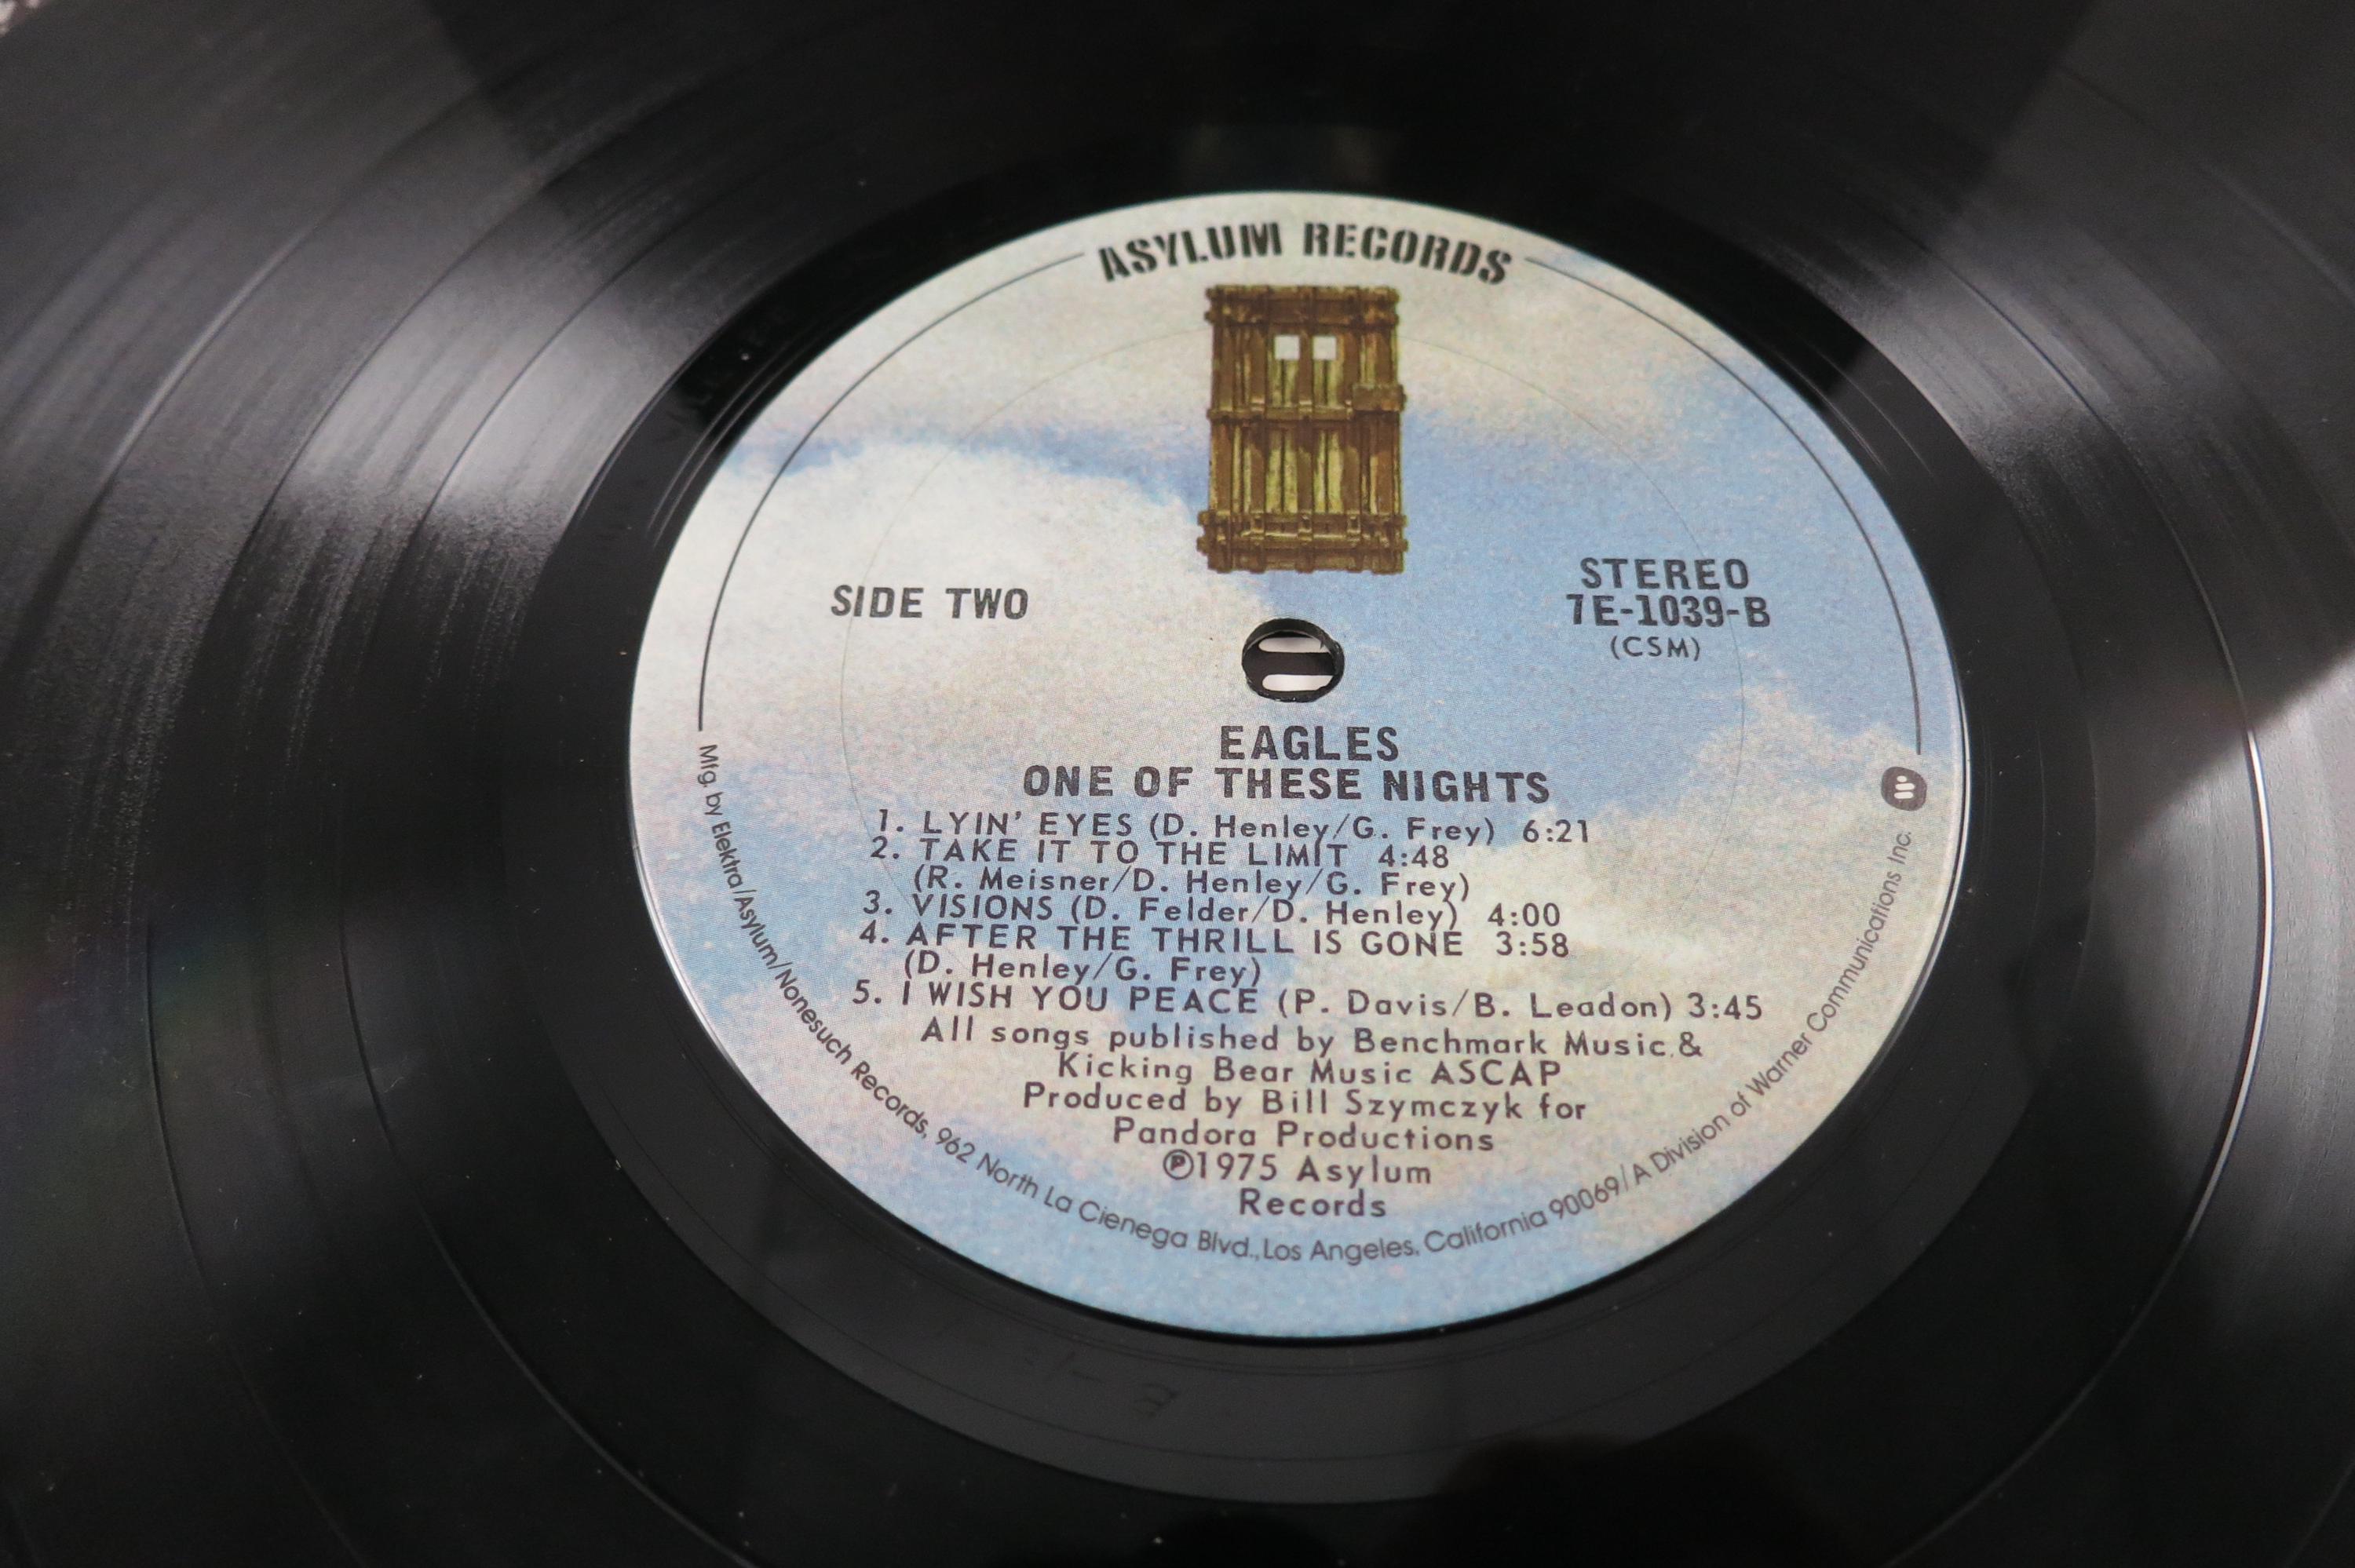 ASYLUM RECORDS
SIDE TWO
STEREO
7E-1039-B
(CSM)
EAGLES
ONE OF THESE NIGHTS
1. LYIN' EYES (D. Henley/G. Frey) 6:21
2. TAKE IT TO THE LIMIT 4:48
(R. Meisner/D. Henley/G. Frey)
3. VISIONS (D. Felder/D. Henley) 4:00
4. AFTER THE THRILL IS GONE 3:58
(D. Henley/G. Frey)
5. I WISH YOU PEACE (P. Davis/B. Leadon) 3:45
All songs published by Benchmark Music &
Kicking Bear Music ASCAP
Produced by Bill Szymczyk for
Pandora Productions
℗1975 Asylum
Records
Mfg. by Elektra/Asylum/Nonesuch Records, 962 North La Cienega Blvd., Los Angeles, California 90069/A Division of Warner Communications Inc.